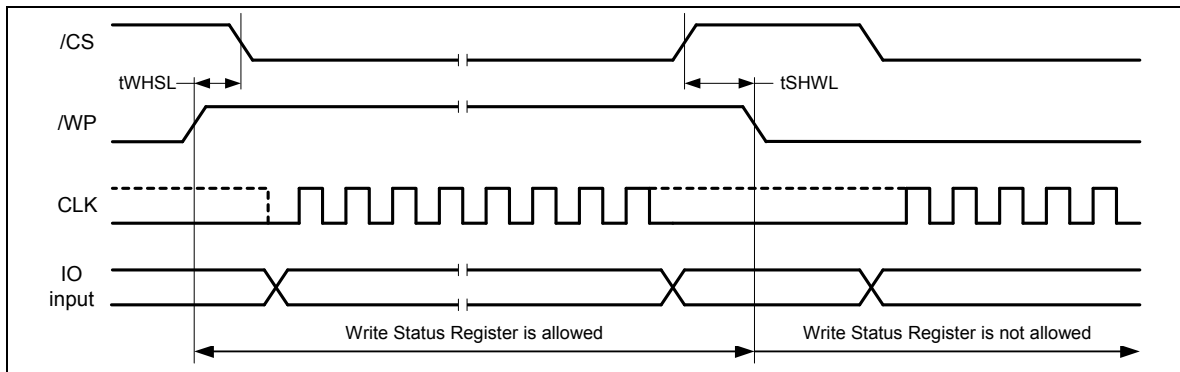 /CS
tWHSL
tSHWL
/WP
CLK
IO
input
Write Status Register is allowed
Write Status Register is not allowed